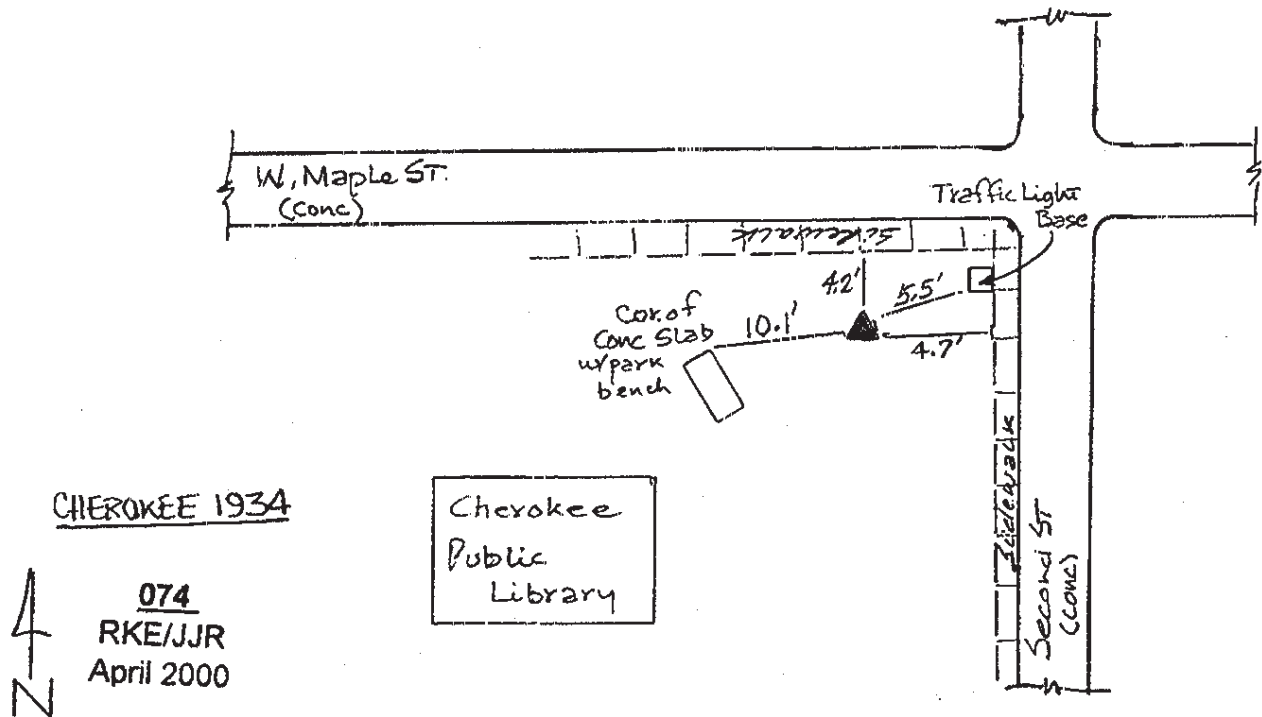 W. Maple ST.
(Conc)
Traffic Light
Base
Sidewalk
4.2'
5.5'
Cor. of
Conc Slab
w/park
bench
10.1'
4.7'
Sidewalk
Second ST
(Conc)
CHEROKEE 1934
Cherokee
Public
Library
074
RKE/JJR
April 2000
N